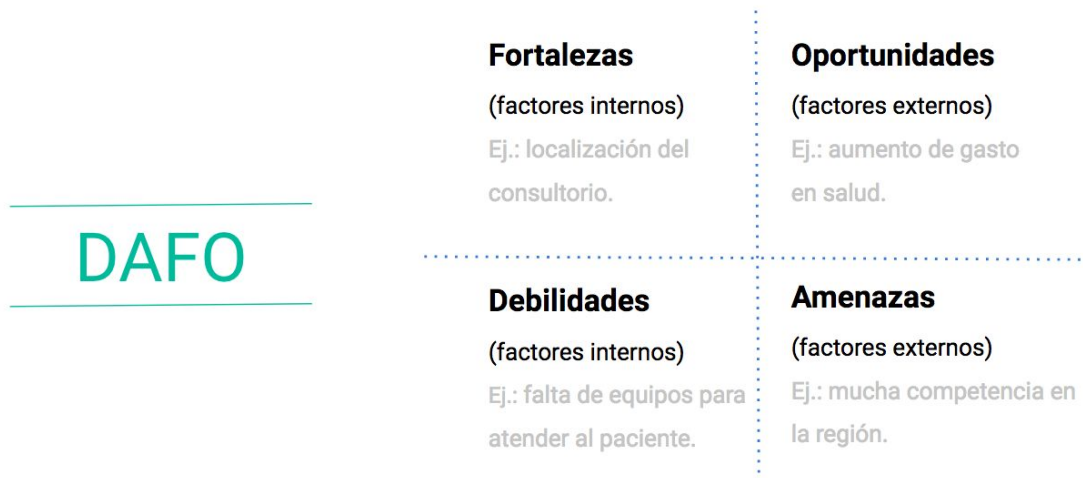 DAFO
Fortalezas
(factores internos)
Ej.: localización del
consultorio.
Oportunidades
(factores externos)
Ej.: aumento de gasto
en salud.
Debilidades
(factores internos)
Ej.: falta de equipos para
atender al paciente.
Amenazas
(factores externos)
Ej.: mucha competencia en
la región.